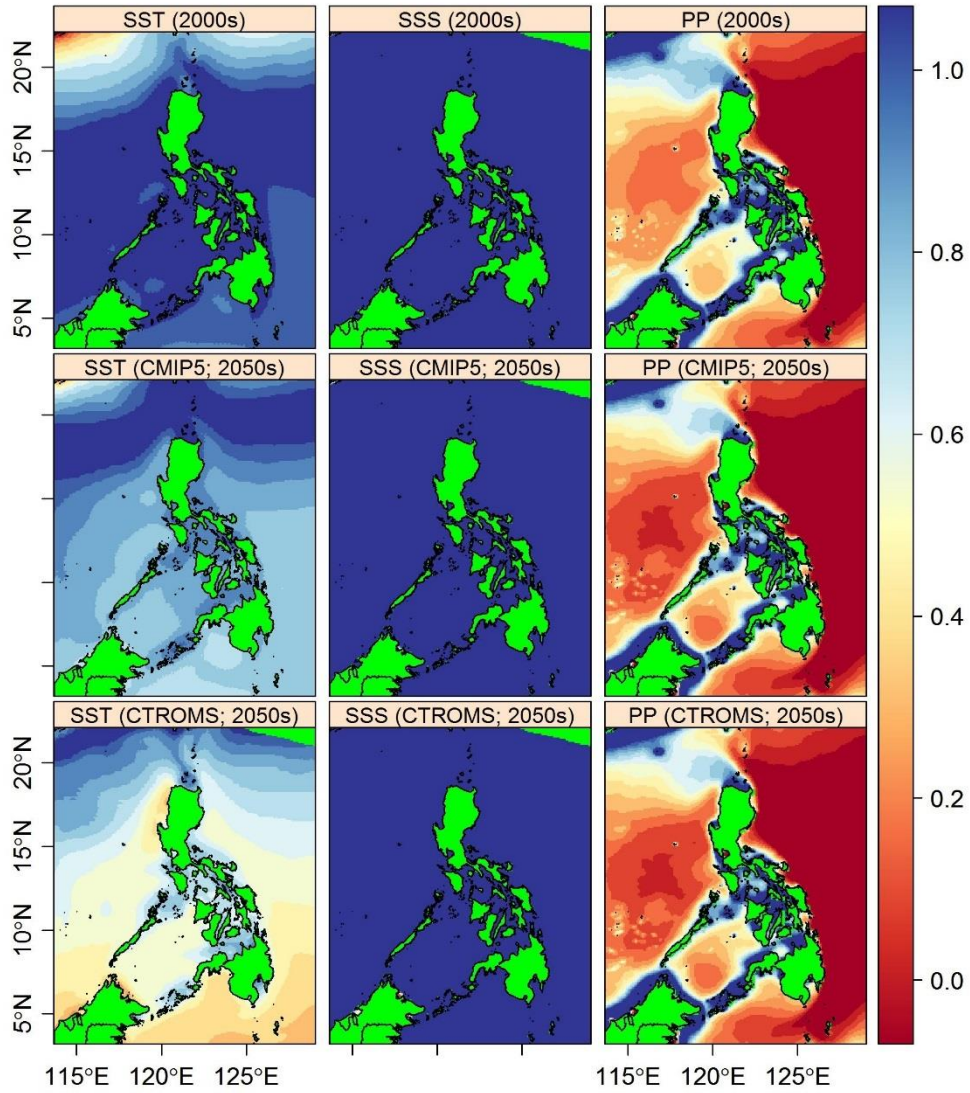 SST (2000s) SSS (2000s) PP (2000s)
20°N
15°N
10°N
5°N
SST (CMIP5; 2050s) SSS (CMIP5; 2050s) PP (CMIP5; 2050s)
SST (CTROMS; 2050s) SSS (CTROMS; 2050s) PP (CTROMS; 2050s)
20°N
15°N
10°N
5°N
115°E 120°E 125°E
115°E 120°E 125°E
1.0
0.8
0.6
0.4
0.2
0.0